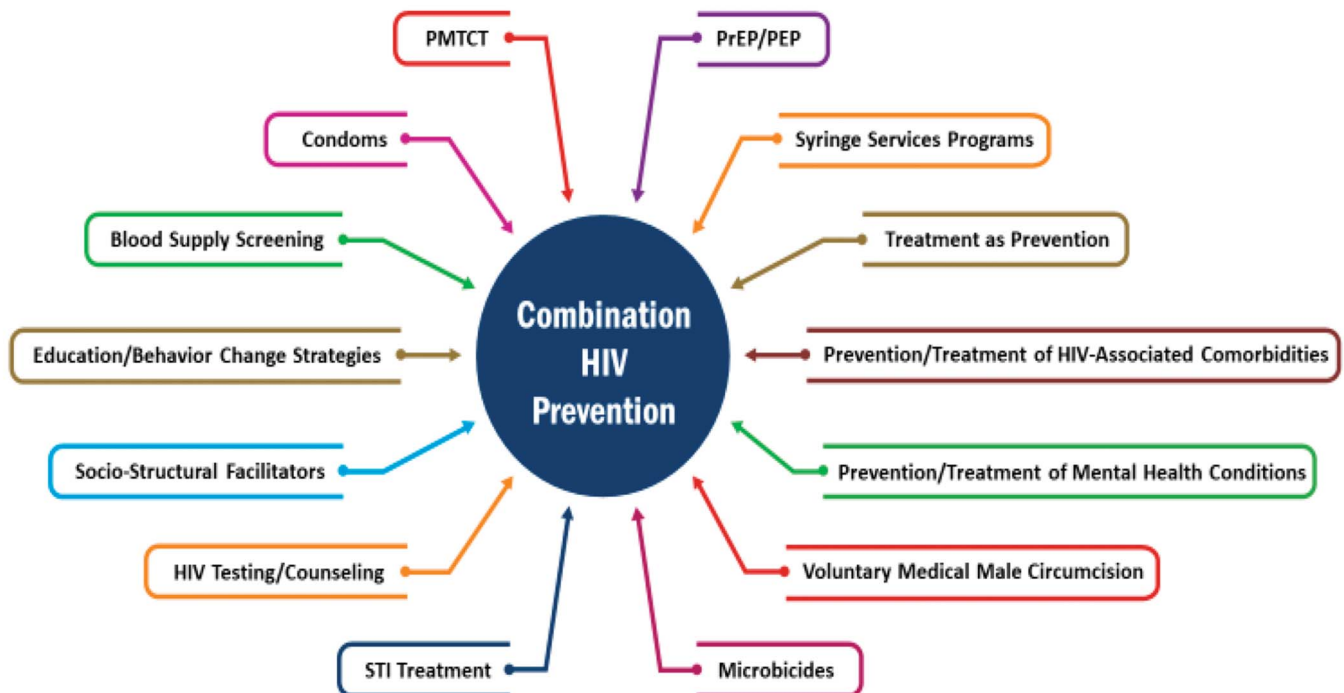 PMTCT
PrEP/PEP
Condoms
Syringe Services Programs
Blood Supply Screening
Treatment as Prevention
Combination
HIV
Prevention
Education/Behavior Change Strategies
Prevention/Treatment of HIV-Associated Comorbidities
Socio-Structural Facilitators
Prevention/Treatment of Mental Health Conditions
HIV Testing/Counseling
Voluntary Medical Male Circumcision
STI Treatment
Microbicides